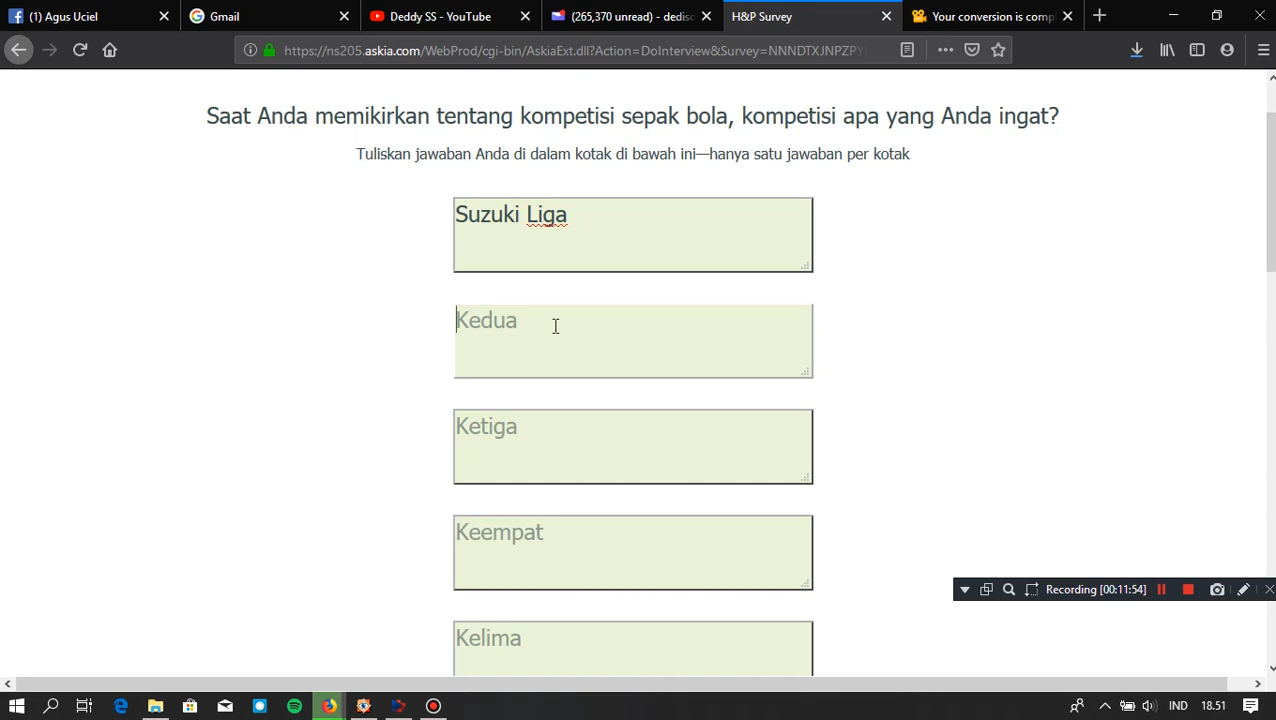 (1) Agus Uciel
Gmail
Deddy SS - YouTube
(265,370 unread) - dediso
H&P Survey
Your conversion is comp
https://ns205.askia.com/WebProd/cgi-bin/AskiaExt.dll?Action=DoInterview&Survey=NNNDTXJNPZPY
Saat Anda memikirkan tentang kompetisi sepak bola, kompetisi apa yang Anda ingat?
Tuliskan jawaban Anda di dalam kotak di bawah ini—hanya satu jawaban per kotak
Suzuki Liga
Kedua
Ketiga
Keempat
Recording [00:11:54]
Kelima
IND
18.51